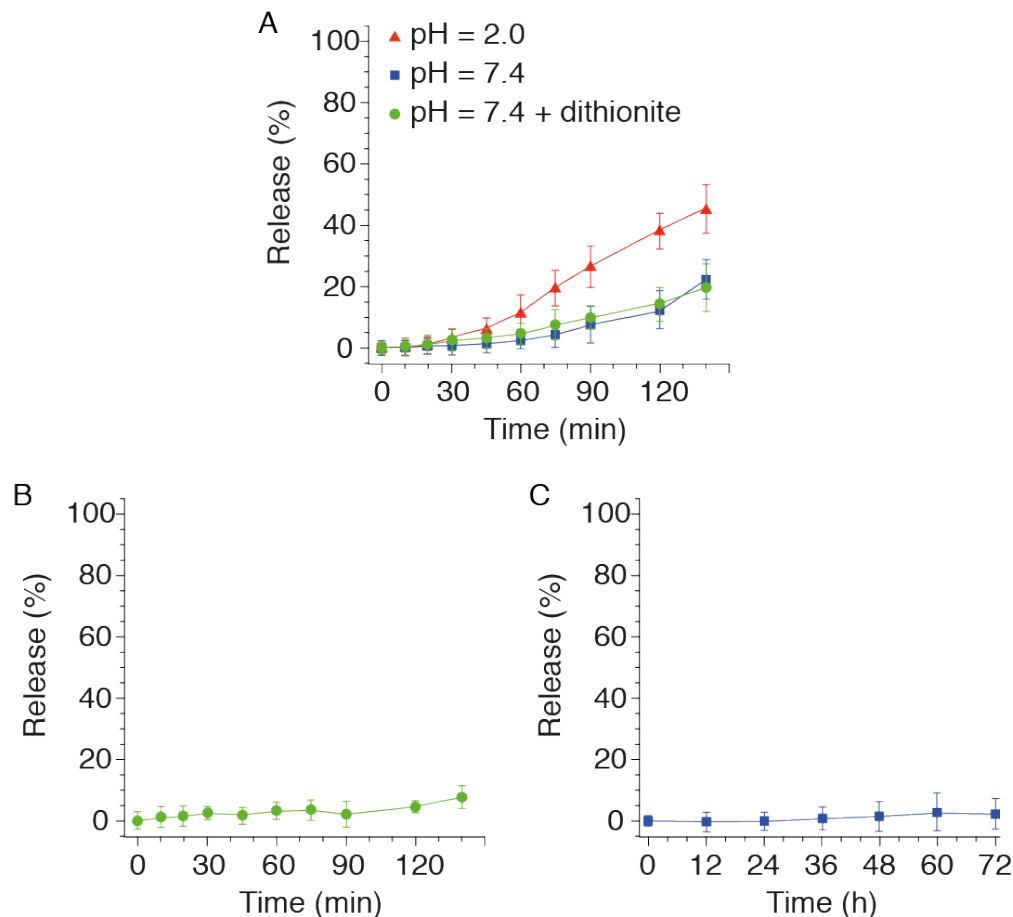 A
pH = 2.0
pH = 7.4
pH = 7.4 + dithionite
Release (%)
100
80
60
40
20
0
0 30 60 90 120
Time (min)
B
Release (%)
100
80
60
40
20
0
0 30 60 90 120
Time (min)
C
Release (%)
100
80
60
40
20
0
0 12 24 36 48 60 72
Time (h)